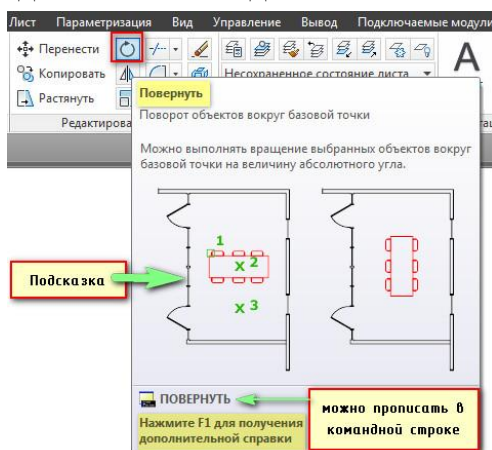 Лист Параметризация Вид Управление Вывод Подключаемые модули
Перенести
Копировать
Несохраненное состояние листа
A
Растянуть
Повернуть
Поворот объектов вокруг базовой точки
Можно выполнять вращение выбранных объектов вокруг
базовой точки на величину абсолютного угла.
1
x 2
x 3
Подсказка
ПОВЕРНУТЬ
можно прописать в
командной строке
Нажмите F1 для получения
дополнительной справки